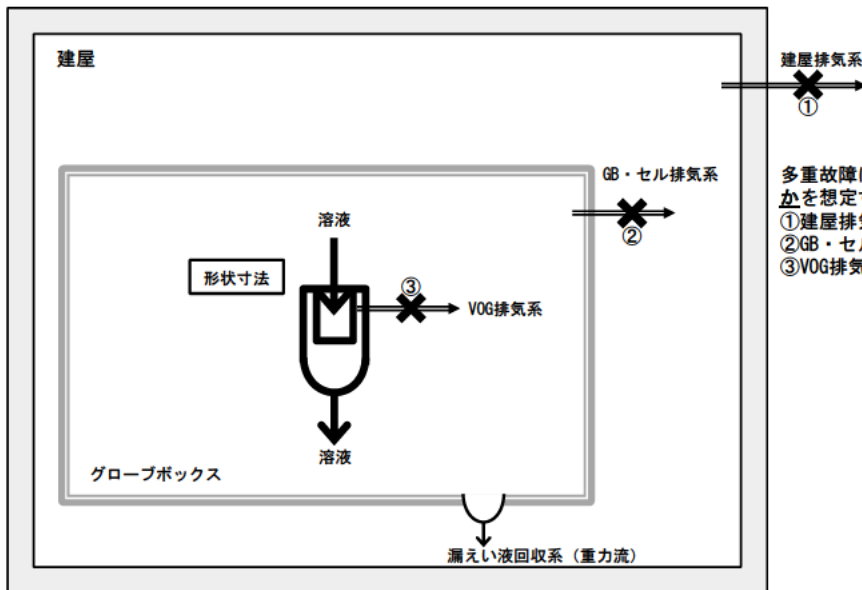 建屋
建屋排気系
①
GB・セル排気系
②
多重故障
かを想定
①建屋排気
②GB・セル
③VOG排気
溶液
形状寸法
③
VOG排気系
溶液
グローブボックス
漏えい液回収系（重力流）